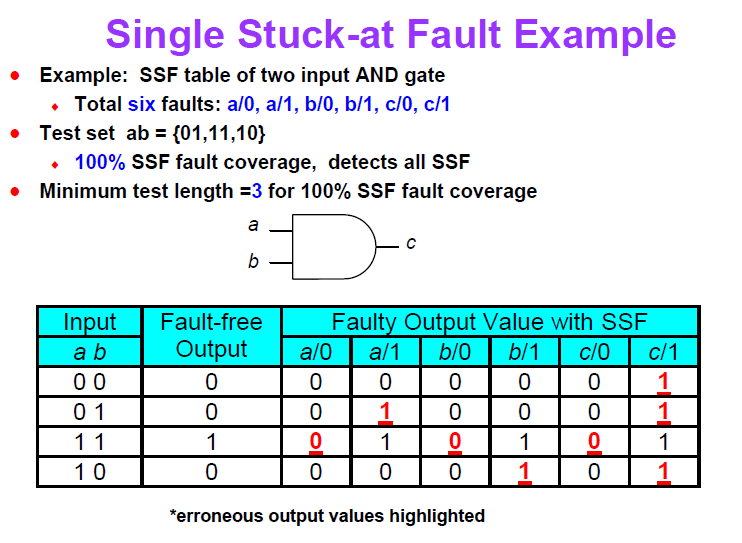 Single Stuck-at Fault Example
Example: SSF table of two input AND gate
Total six faults: a/0, a/1, b/0, b/1, c/0, c/1
Test set ab = {01,11,10}
100% SSF fault coverage, detects all SSF
Minimum test length =3 for 100% SSF fault coverage
a
c
b
Input Fault-free Output Faulty Output Value with SSF
a b a/0 a/1 b/0 b/1 c/0 c/1
0 0 0 0 0 0 0 0 1
0 1 0 0 1 0 0 0 1
1 1 1 0 1 0 1 0 1
1 0 0 0 0 0 1 0 1
*erroneous output values highlighted